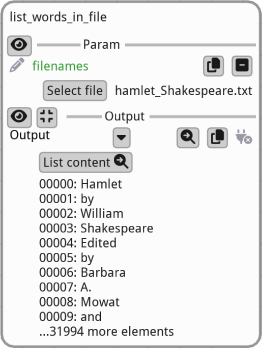 list_words_in_file
Param
filenames
Select file hamlet_Shakespeare.txt
Output
Output
List content
00000: Hamlet
00001: by
00002: William
00003: Shakespeare
00004: Edited
00005: by
00006: Barbara
00007: A.
00008: Mowat
00009: and
...31994 more elements